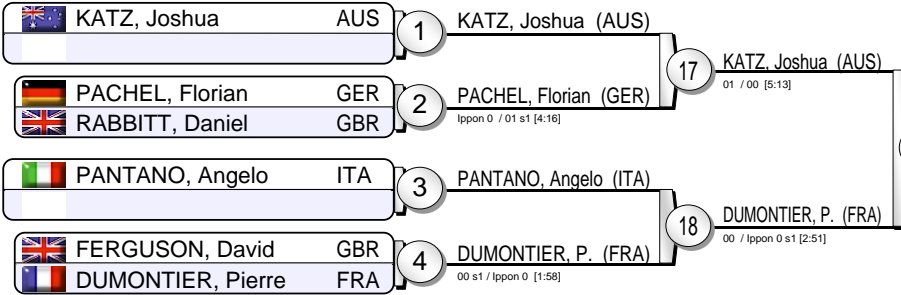 KATZ, Joshua AUS
1
KATZ, Joshua (AUS)
17
KATZ, Joshua (AUS)
01 / 00 [5:13]
PACHEL, Florian GER
RABBITT, Daniel GBR
2
PACHEL, Florian (GER)
Ippon 0 / 01 s1 [4:16]
PANTANO, Angelo ITA
3
PANTANO, Angelo (ITA)
18
DUMONTIER, P. (FRA)
00 / Ippon 0 s1 [2:51]
FERGUSON, David GBR
DUMONTIER, Pierre FRA
4
DUMONTIER, P. (FRA)
00 s1 / Ippon 0 [1:58]